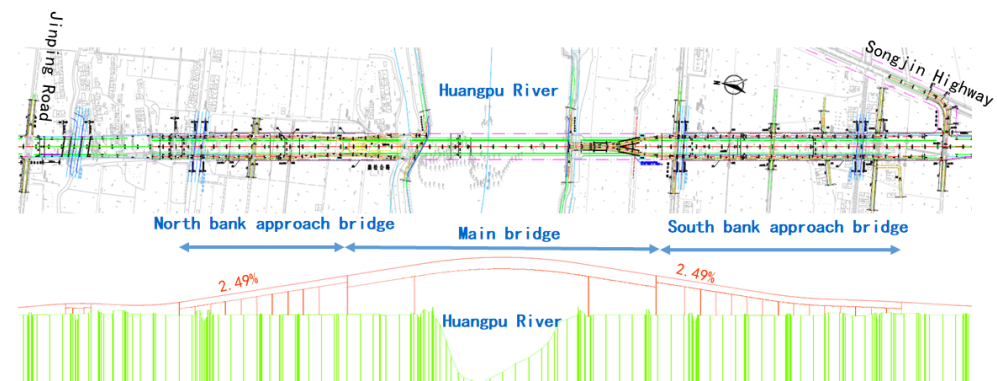 Jinping Road
Songjin Highway
Huangpu River
North bank approach bridge
Main bridge
South bank approach bridge
2.49%
2.49%
Huangpu River